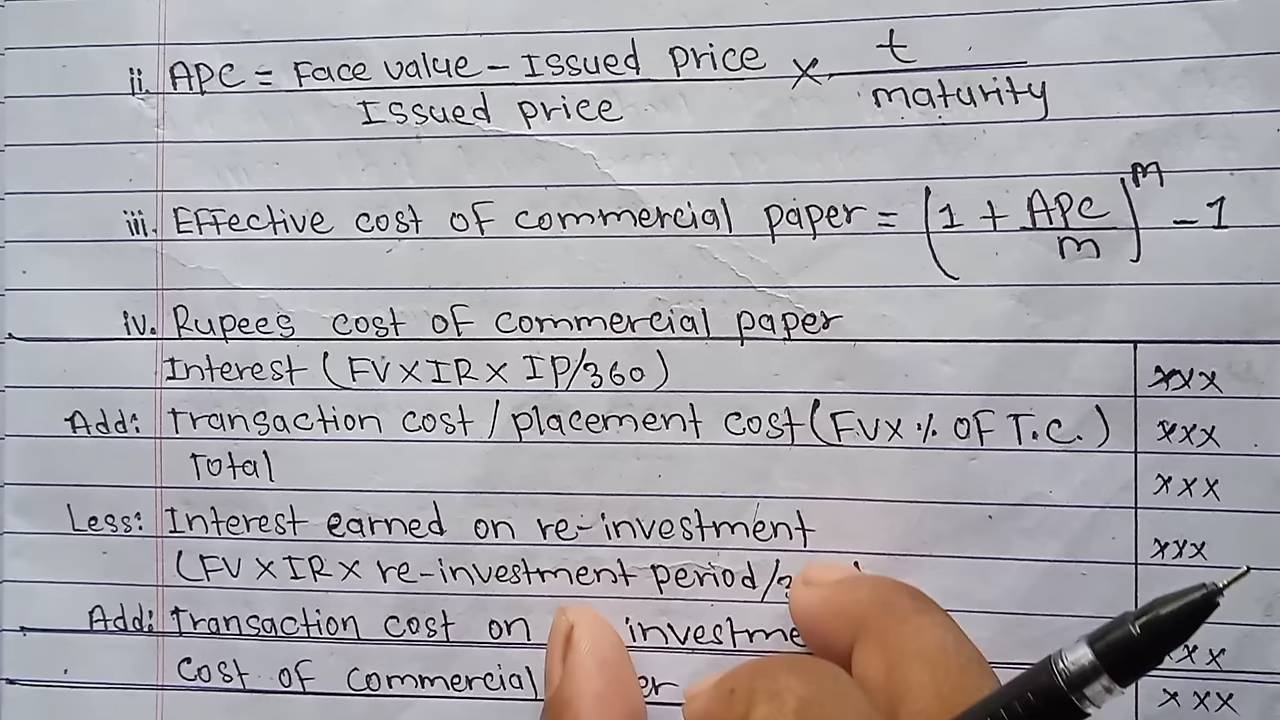 ii. APC = Face value - Issued price / Issued price × t / maturity
iii. Effective cost of commercial paper = (1 + APC/m)^m - 1
iv. Rupees cost of commercial paper
Interest (FV×IR× IP/360) xxx
Add: Transaction cost / placement cost (FV× % OF T.C.) xxx
Total xxx
Less: Interest earned on re-investment
(FV×IR× re-investment period/ xxx
Add: Transaction cost on xxx
cost of commercial xxx